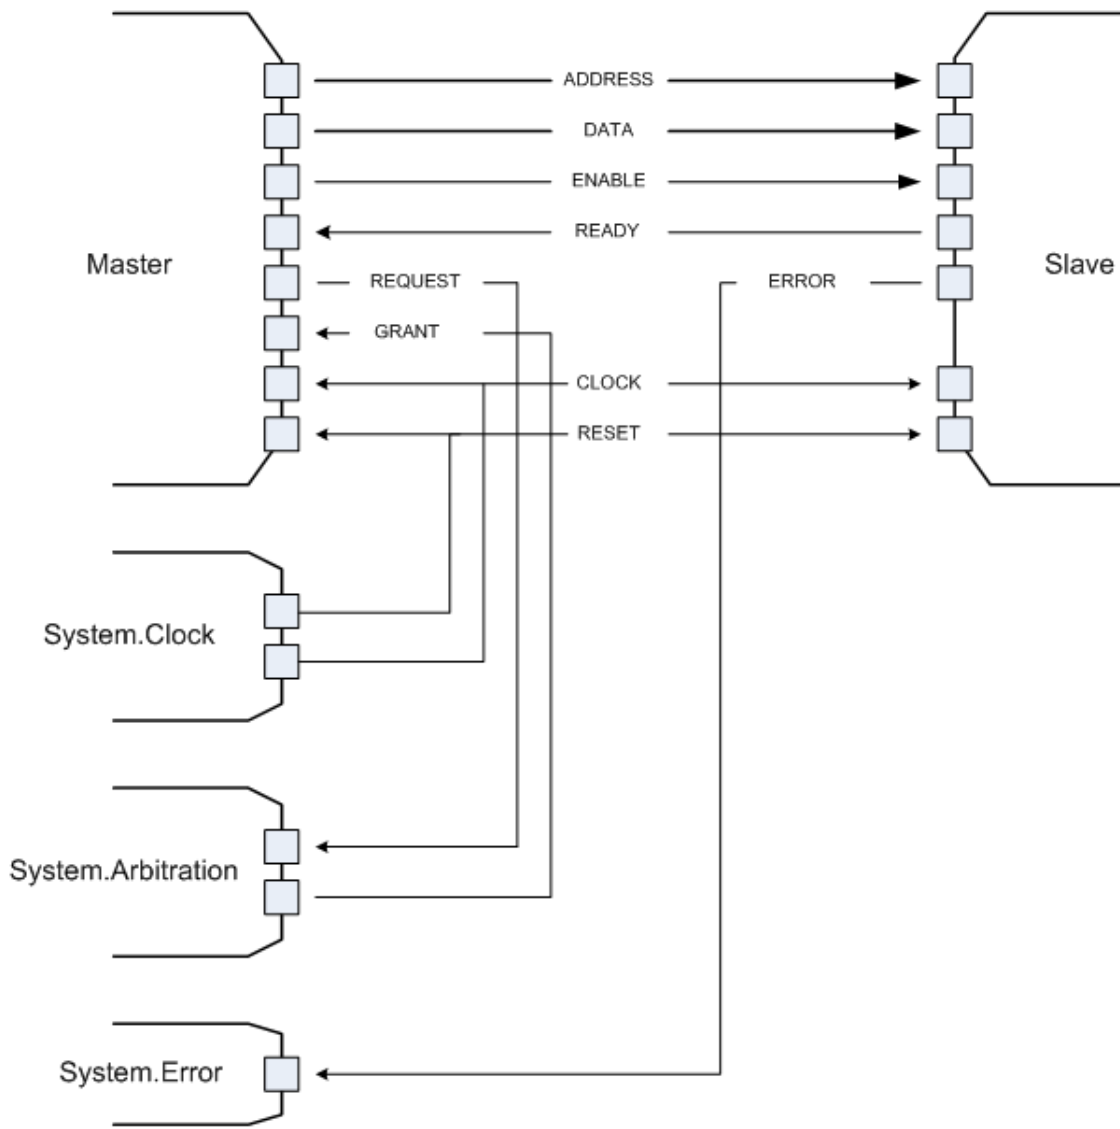 ADDRESS
DATA
ENABLE
READY
Master
Slave
REQUEST
ERROR
GRANT
CLOCK
RESET
System.Clock
System.Arbitration
System.Error